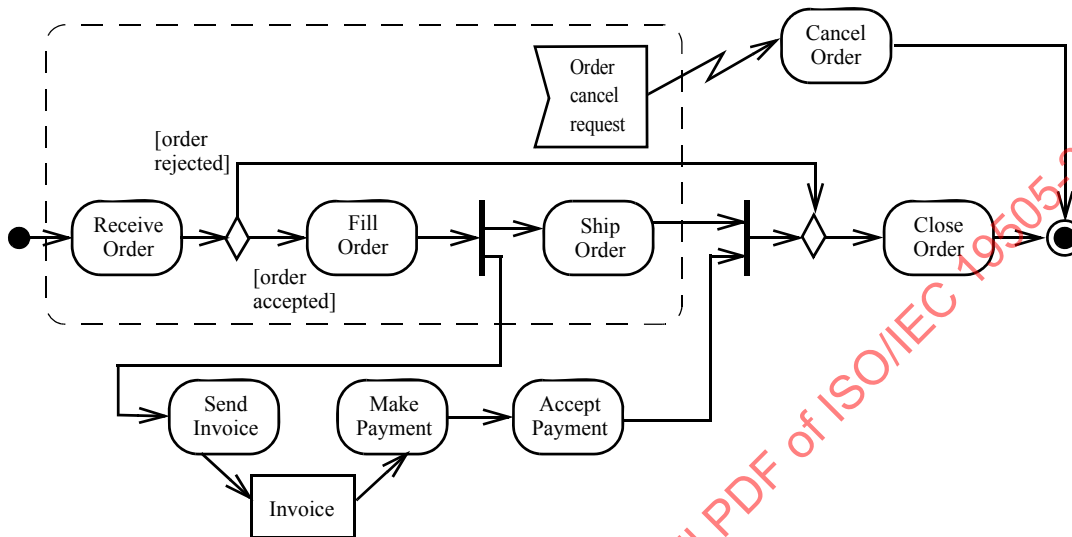 Cancel
Order
Order
cancel
request
[order
rejected]
Receive
Order
Fill
Order
Ship
Order
Close
Order
[order
accepted]
Send
Invoice
Make
Payment
Accept
Payment
Invoice
PDF of ISO/IEC 19505-